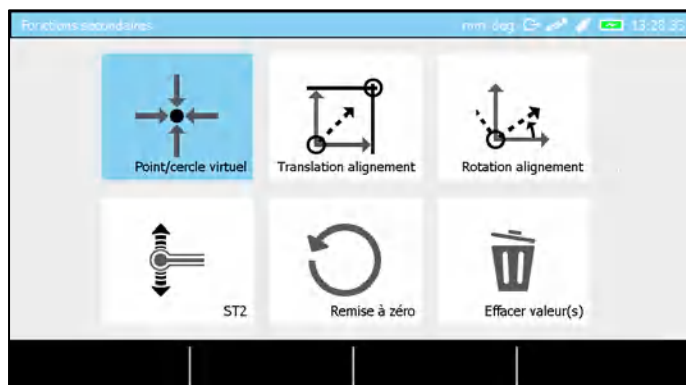 Fonctions secondaires
mm deg 13:28:35
Point/cercle virtuel
Translation alignement
Rotation alignement
ST2
Remise à zéro
Effacer valeur(s)